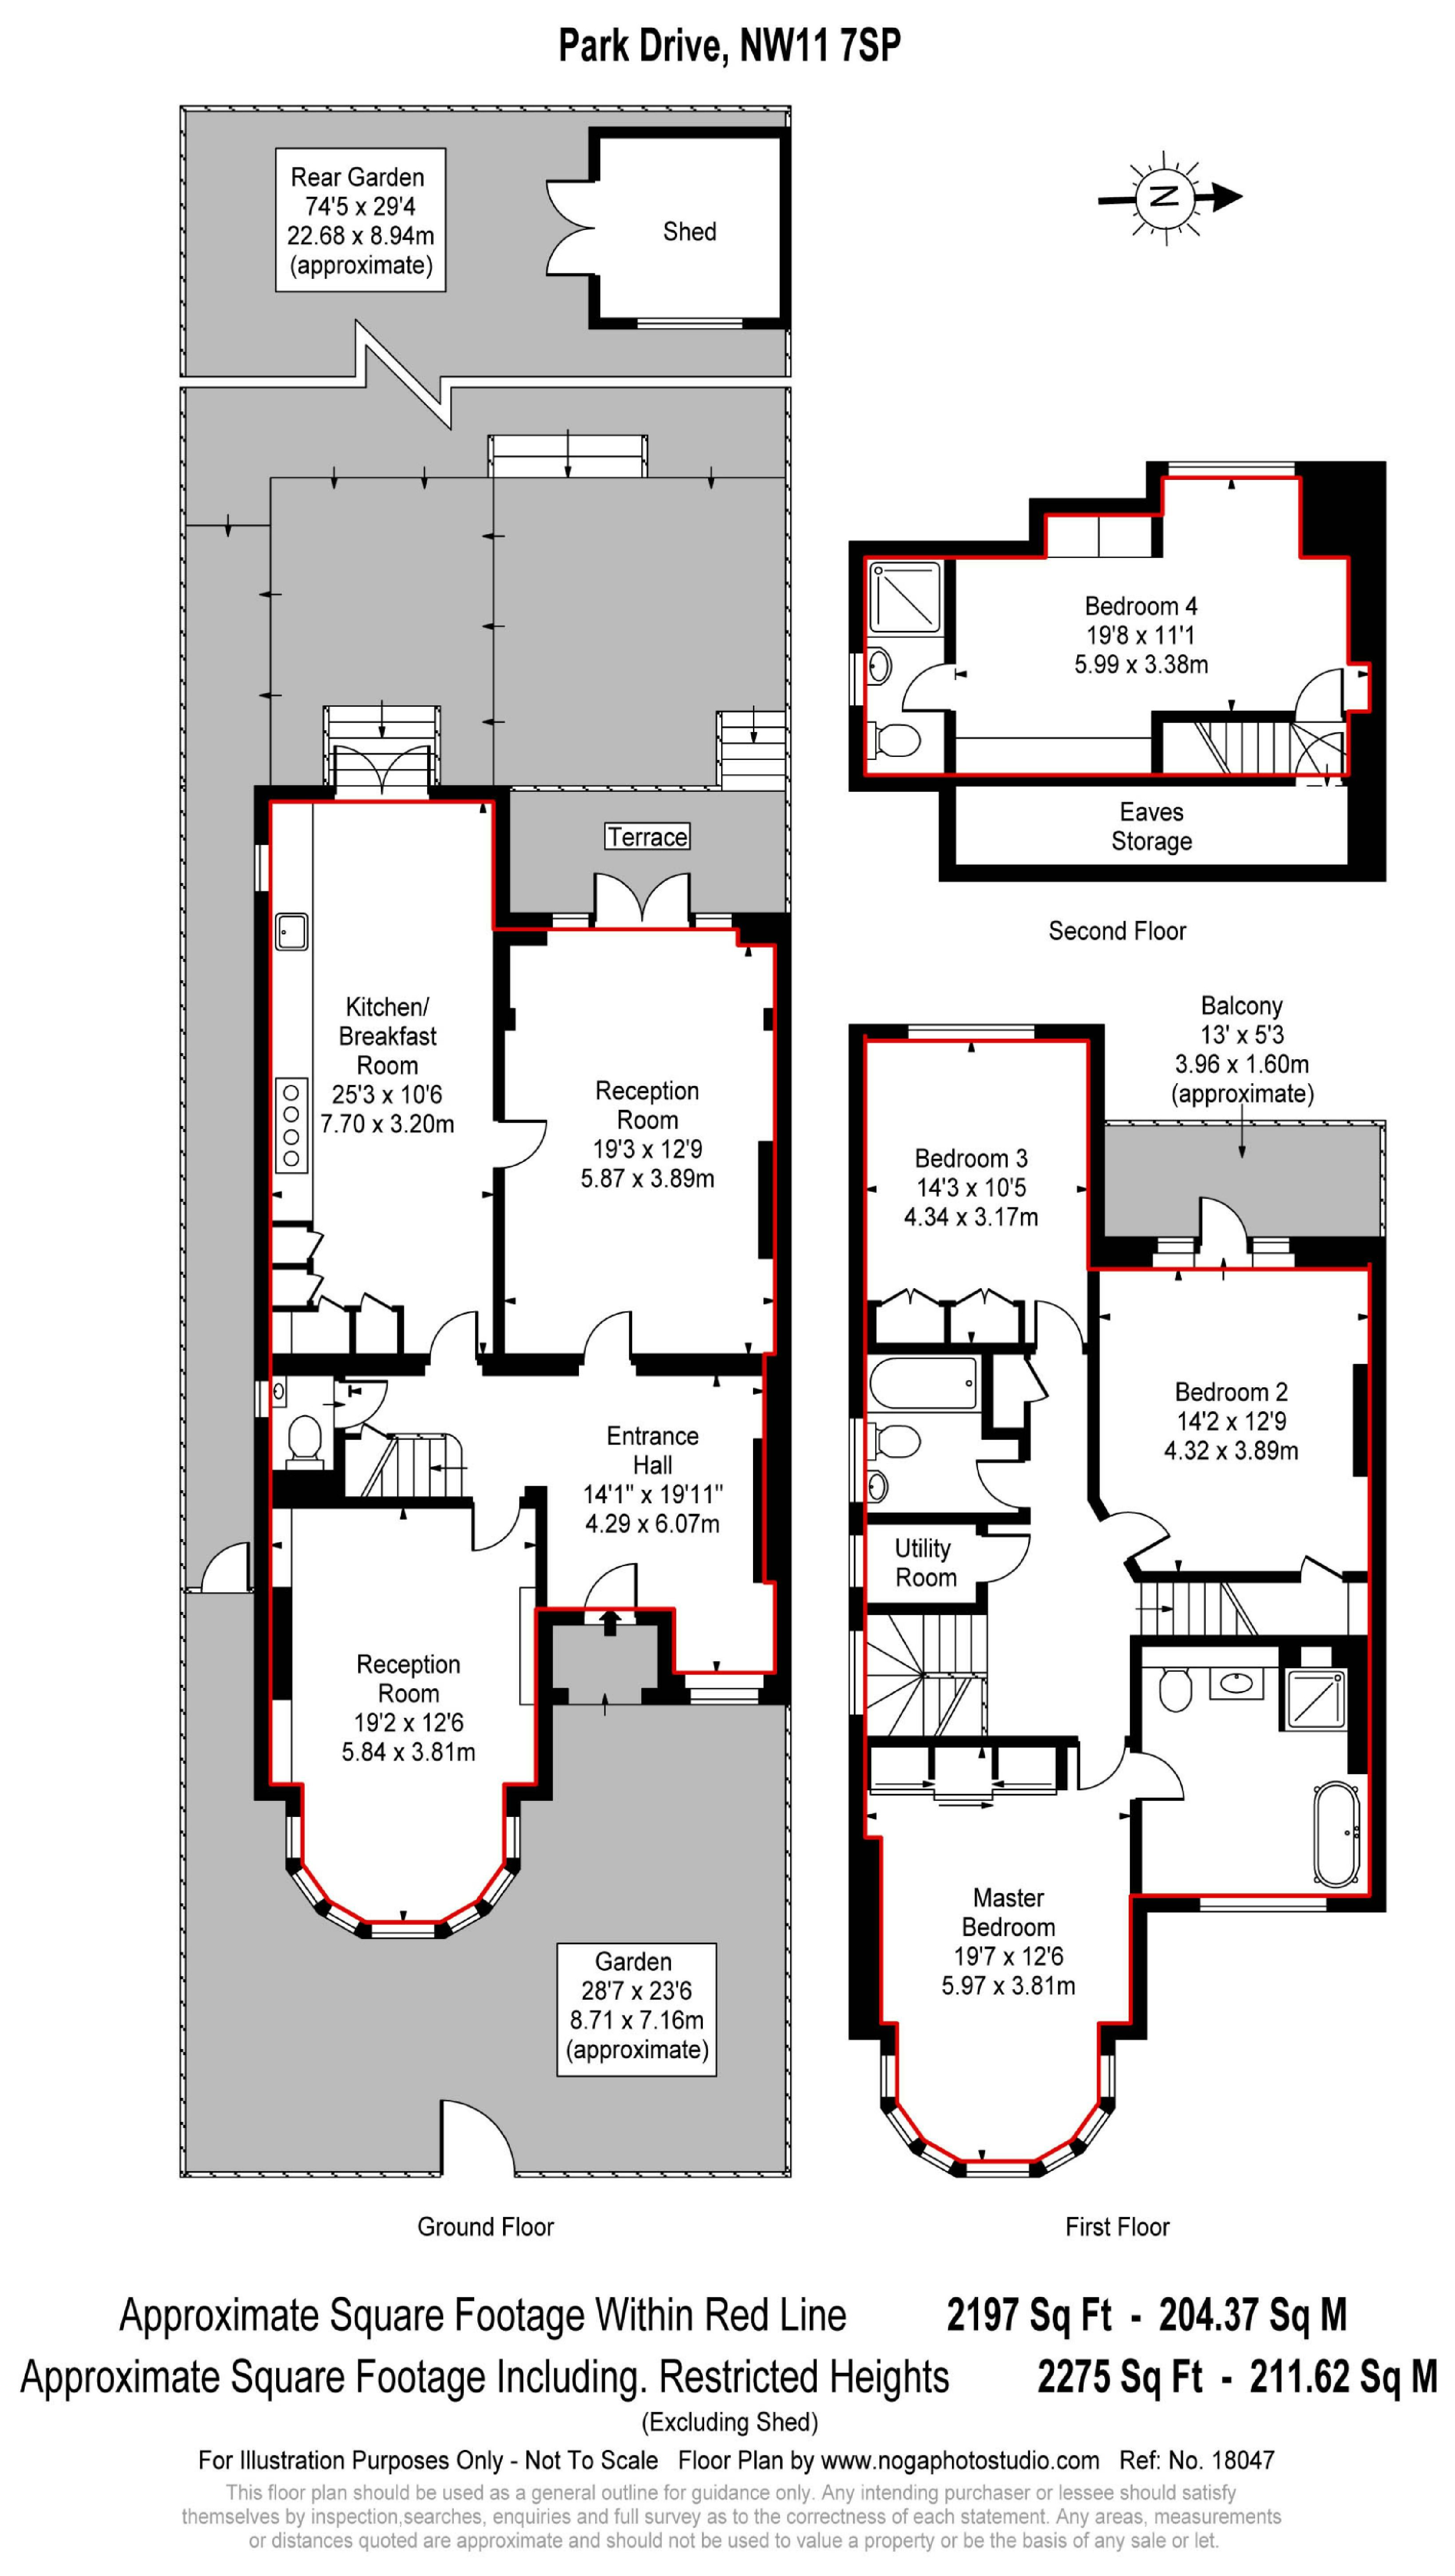 Park Drive, NW11 7SP
Rear Garden
74'5 x 29'4
22.68 x 8.94m
(approximate)
Shed
N
Bedroom 4
19'8 x 11'1
5.99 x 3.38m
Eaves
Storage
Second Floor
Terrace
Kitchen/
Breakfast
Room
25'3 x 10'6
7.70 x 3.20m
Reception
Room
19'3 x 12'9
5.87 x 3.89m
Entrance
Hall
14'1" x 19'11"
4.29 x 6.07m
Reception
Room
19'2 x 12'6
5.84 x 3.81m
Garden
28'7 x 23'6
8.71 x 7.16m
(approximate)
Ground Floor
Balcony
13' x 5'3
3.96 x 1.60m
(approximate)
Bedroom 3
14'3 x 10'5
4.34 x 3.17m
Bedroom 2
14'2 x 12'9
4.32 x 3.89m
Utility
Room
Master
Bedroom
19'7 x 12'6
5.97 x 3.81m
First Floor
Approximate Square Footage Within Red Line 2197 Sq Ft - 204.37 Sq M
Approximate Square Footage Including. Restricted Heights 2275 Sq Ft - 211.62 Sq M
(Excluding Shed)
For Illustration Purposes Only - Not To Scale Floor Plan by www.nogaphotostudio.com Ref: No. 18047
This floor plan should be used as a general outline for guidance only. Any intending purchaser or lessee should satisfy
themselves by inspection,searches, enquiries and full survey as to the correctness of each statement. Any areas, measurements
or distances quoted are approximate and should not be used to value a property or be the basis of any sale or let.